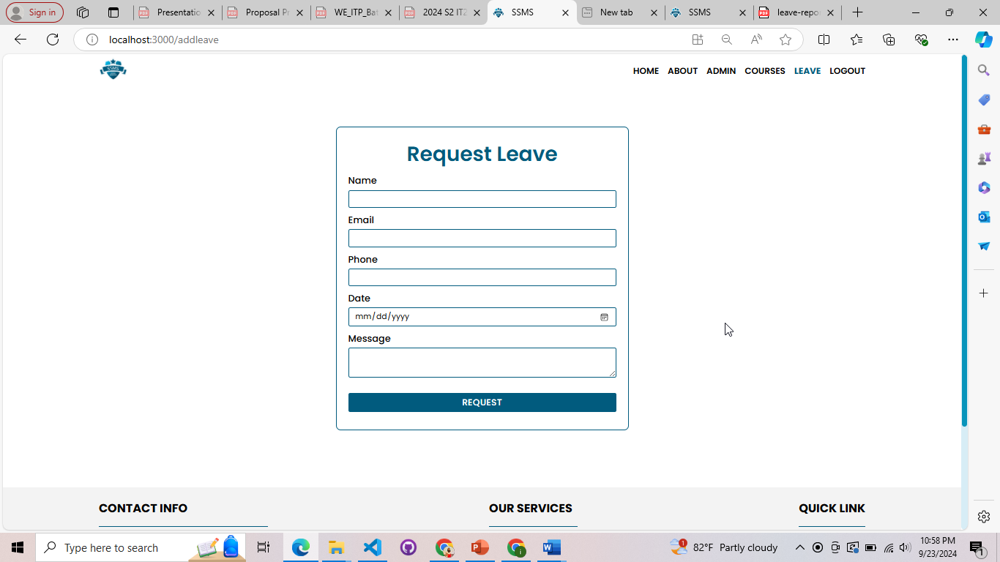 Sign in
Presentatio
Proposal Pr
WE_ITP_Bat
2024 S2 IT2
SSMS
New tab
SSMS
leave-repo
localhost:3000/addleave
SSMS
HOME ABOUT ADMIN COURSES LEAVE LOGOUT
Request Leave
Name
Email
Phone
Date
mm/dd/yyyy
Message
REQUEST
CONTACT INFO
OUR SERVICES
QUICK LINK
Type here to search
1
82°F Partly cloudy
10:58 PM
9/23/2024
1